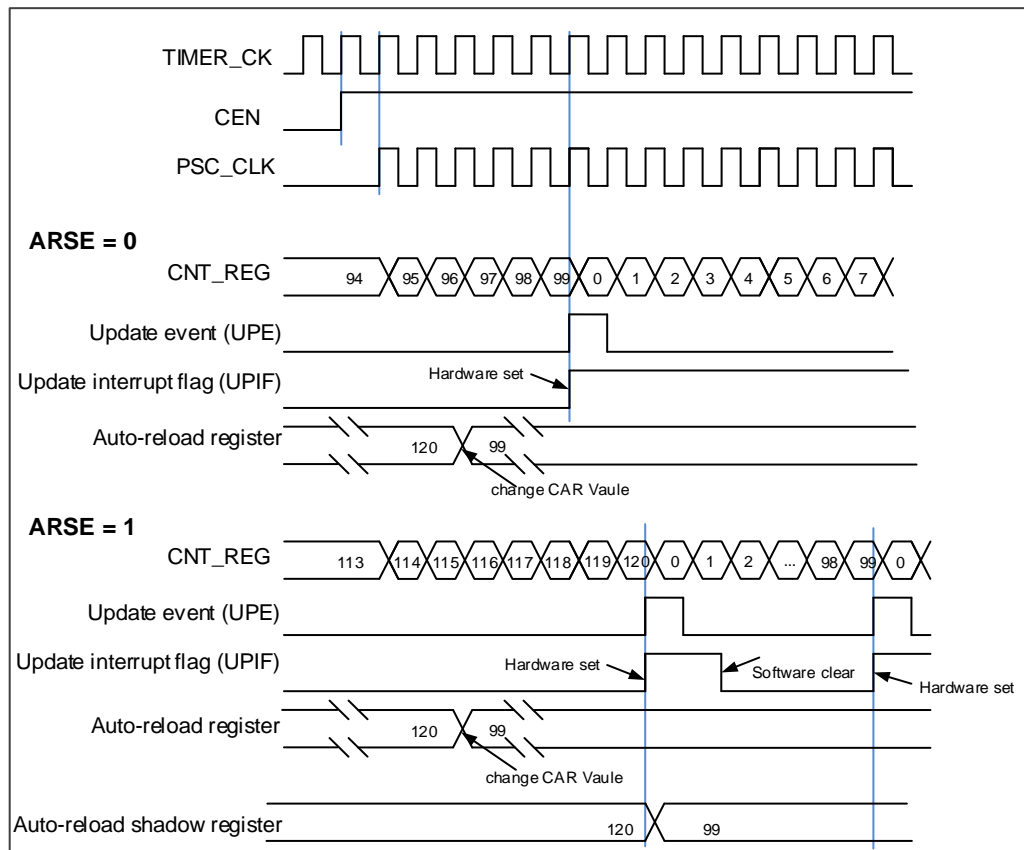 TIMER_CK
CEN
PSC_CLK
ARSE = 0
CNT_REG 94 95 96 97 98 99 0 1 2 3 4 5 6 7
Update event (UPE)
Update interrupt flag (UPIF) Hardware set
Auto-reload register 120 99
change CAR Vaule
ARSE = 1
CNT_REG 113 114 115 116 117 118 119 120 0 1 2 ... 98 99 0
Update event (UPE)
Update interrupt flag (UPIF) Hardware set Software clear Hardware set
Auto-reload register 120 99
change CAR Vaule
Auto-reload shadow register 120 99